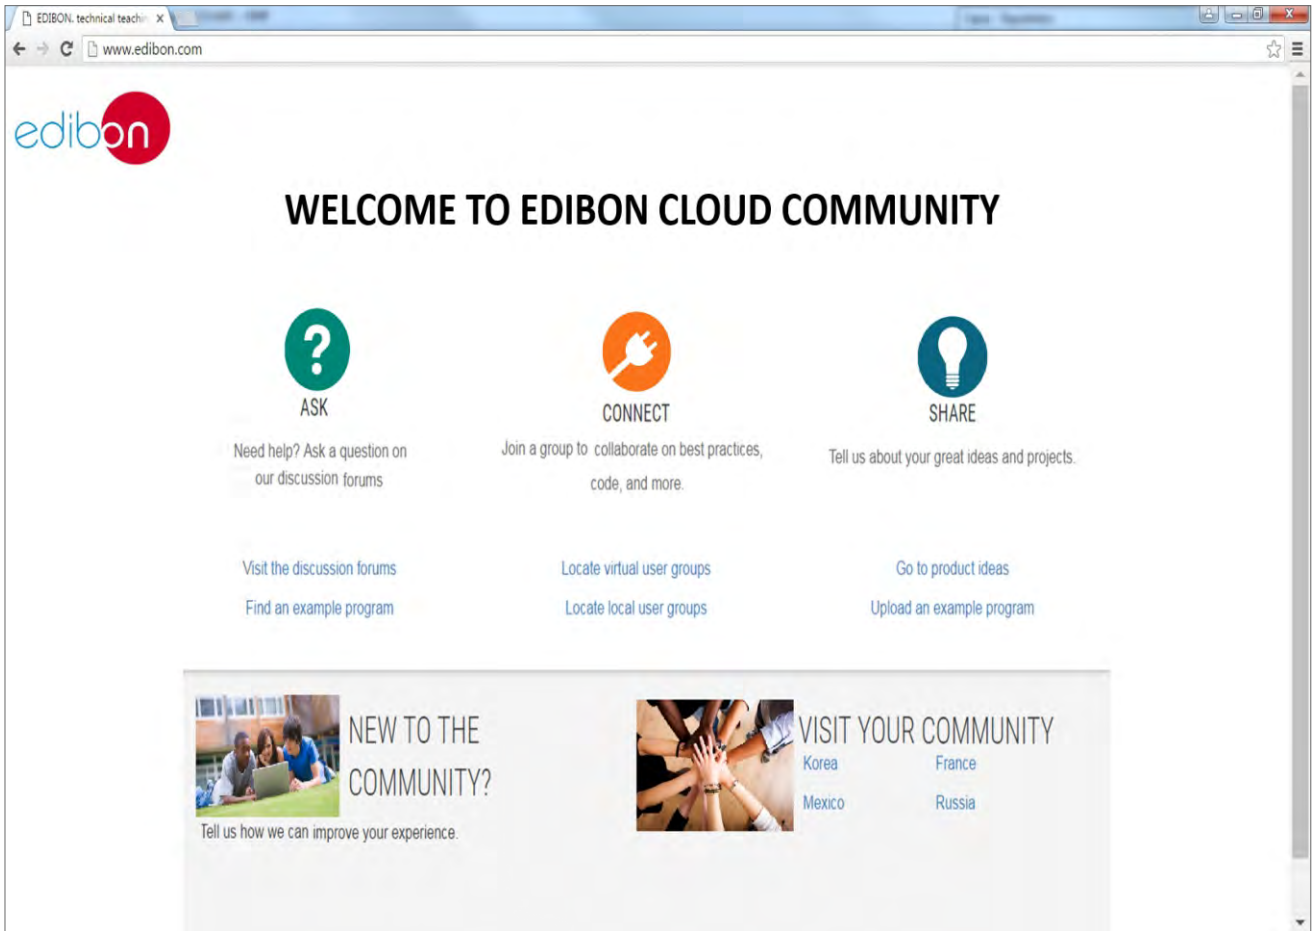 EDIBON. technical teachin
www.edibon.com
edibon
WELCOME TO EDIBON CLOUD COMMUNITY
?
ASK
Need help? Ask a question on
our discussion forums
Visit the discussion forums
Find an example program
CONNECT
Join a group to collaborate on best practices,
code, and more.
Locate virtual user groups
Locate local user groups
SHARE
Tell us about your great ideas and projects.
Go to product ideas
Upload an example program
NEW TO THE
COMMUNITY?
Tell us how we can improve your experience.
VISIT YOUR COMMUNITY
Korea France
Mexico Russia